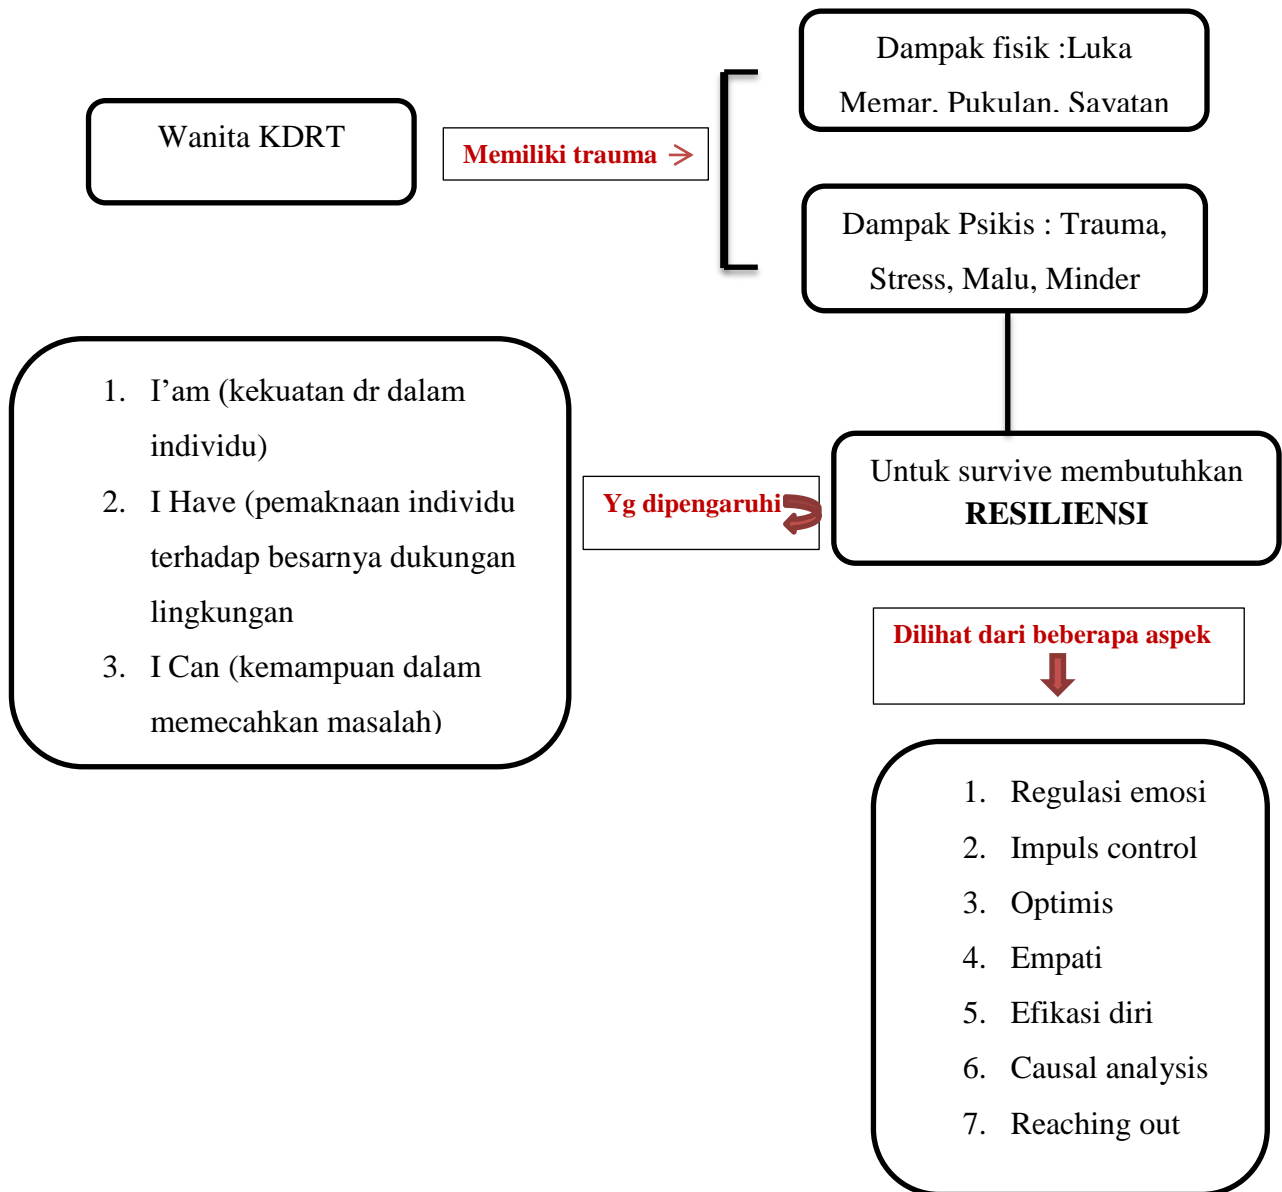 Dampak fisik :Luka
Memar, Pukulan, Sayatan
Wanita KDRT
Memiliki trauma
Dampak Psikis : Trauma,
Stress, Malu, Minder
1. I’am (kekuatan dr dalam
individu)
2. I Have (pemaknaan individu
terhadap besarnya dukungan
lingkungan
3. I Can (kemampuan dalam
memecahkan masalah)
Yg dipengaruhi
Untuk survive membutuhkan
RESILIENSI
Dilihat dari beberapa aspek
1. Regulasi emosi
2. Impuls control
3. Optimis
4. Empati
5. Efikasi diri
6. Causal analysis
7. Reaching out